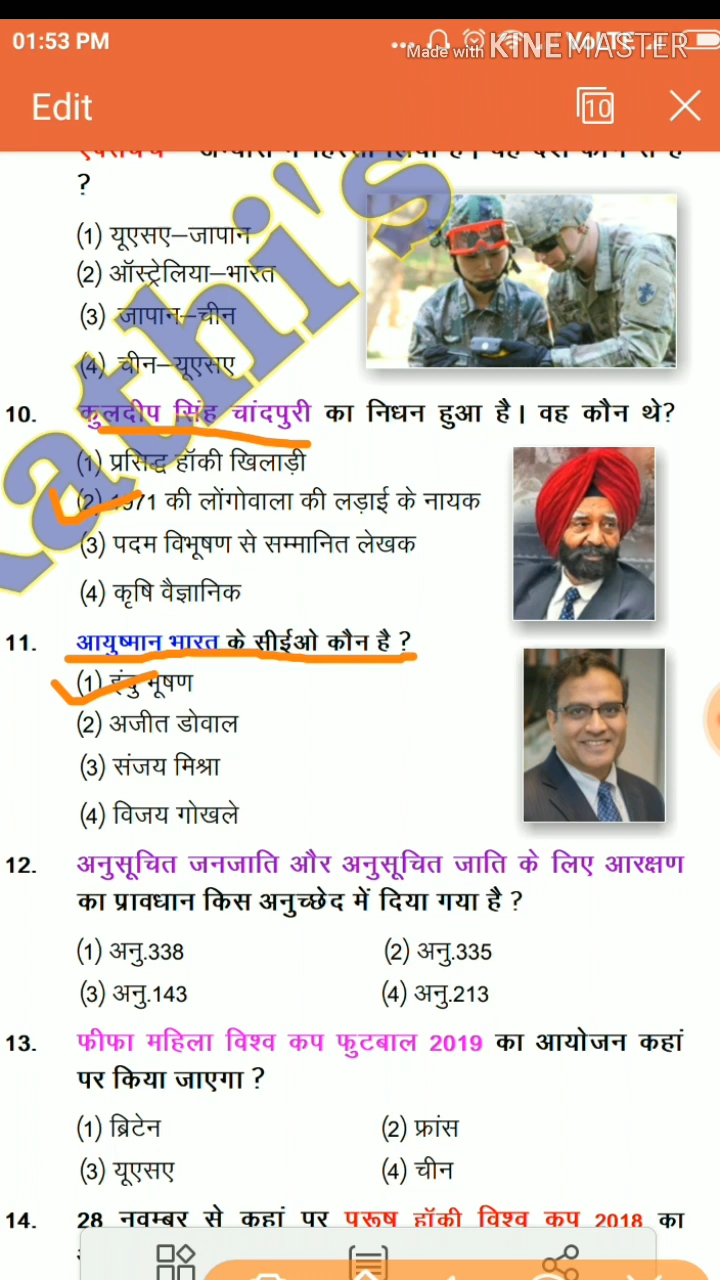 01:53 PM
Made with KINEMASTER
VoLTE
Edit
10
?
(1) यूएसए–जापान
(2) ऑस्ट्रेलिया–भारत
(3) जापान–चीन
(4) चीन–यूएसए
athi's
10. कुलदीप सिंह चांदपुरी का निधन हुआ है। वह कौन थे?
(1) प्रसिद्ध हॉकी खिलाड़ी
(2) 1971 की लोंगोवाला की लड़ाई के नायक
(3) पदम विभूषण से सम्मानित लेखक
(4) कृषि वैज्ञानिक
11. आयुष्मान भारत के सीईओ कौन है ?
(1) इंदु भूषण
(2) अजीत डोवाल
(3) संजय मिश्रा
(4) विजय गोखले
12. अनुसूचित जनजाति और अनुसूचित जाति के लिए आरक्षण
का प्रावधान किस अनुच्छेद में दिया गया है ?
(1) अनु.338 (2) अनु.335
(3) अनु.143 (4) अनु.213
13. फीफा महिला विश्व कप फुटबाल 2019 का आयोजन कहां
पर किया जाएगा ?
(1) ब्रिटेन (2) फ्रांस
(3) यूएसए (4) चीन
14. 28 नवम्बर से कहां पर परूष हॉकी विश्व कप 2018 का